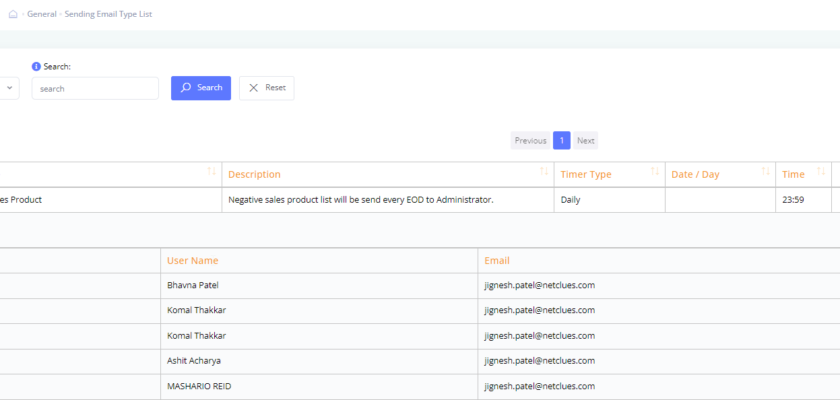 General - Sending Email Type List
Search:
search
Search
Reset
Previous 1 Next
Description Timer Type Date / Day Time
es Product Negative sales product list will be send every EOD to Administrator. Daily 23:59
User Name Email
Bhavna Patel jignesh.patel@netclues.com
Komal Thakkar jignesh.patel@netclues.com
Komal Thakkar jignesh.patel@netclues.com
Ashit Acharya jignesh.patel@netclues.com
MASHARIO REID jignesh.patel@netclues.com